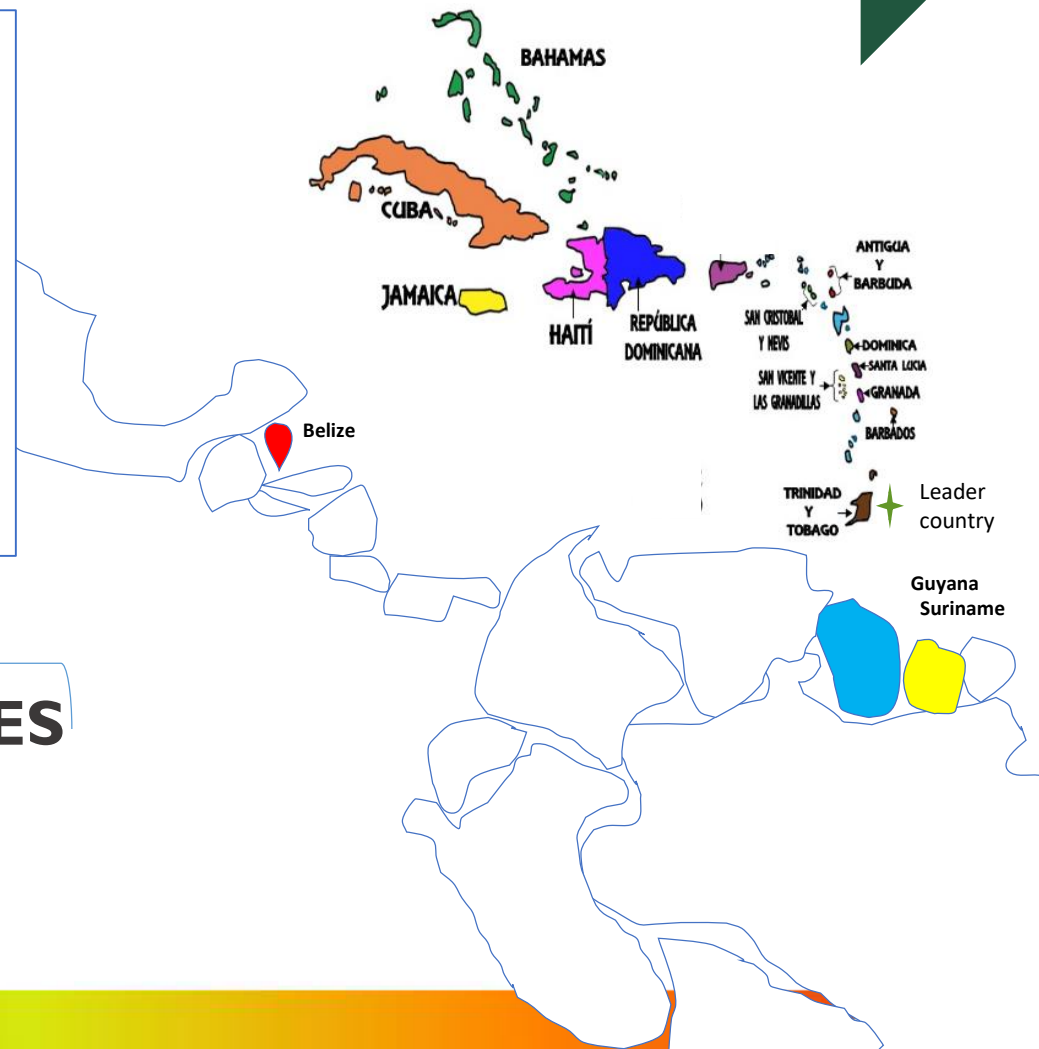 BAHAMAS
CUBA
JAMAICA
HAITÍ
REPÚBLICA
DOMINICANA
ANTIGUA
Y
BARBUDA
SAN CRISTOBAL
Y NEVIS
DOMINICA
SANTA LUCIA
SAN VICENTE Y
LAS GRANADILLAS
GRANADA
BARBADOS
Belize
TRINIDAD
Y
TOBAGO
Leader
country
Guyana
Suriname
ES